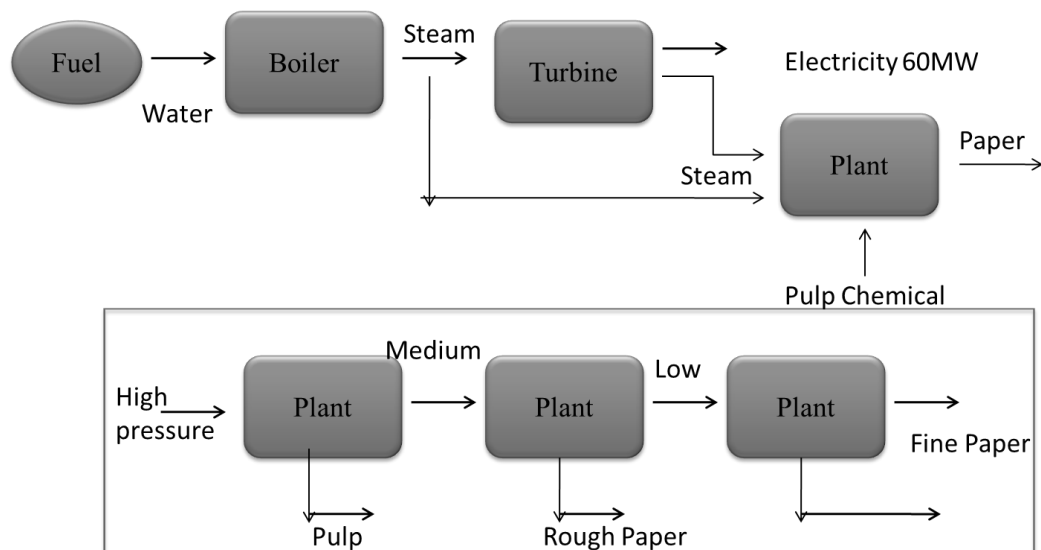 Fuel
Water
Boiler
Steam
Turbine
Electricity 60MW
Steam
Plant
Paper
Pulp Chemical
High
pressure
Plant
Medium
Plant
Low
Plant
Fine Paper
Pulp
Rough Paper